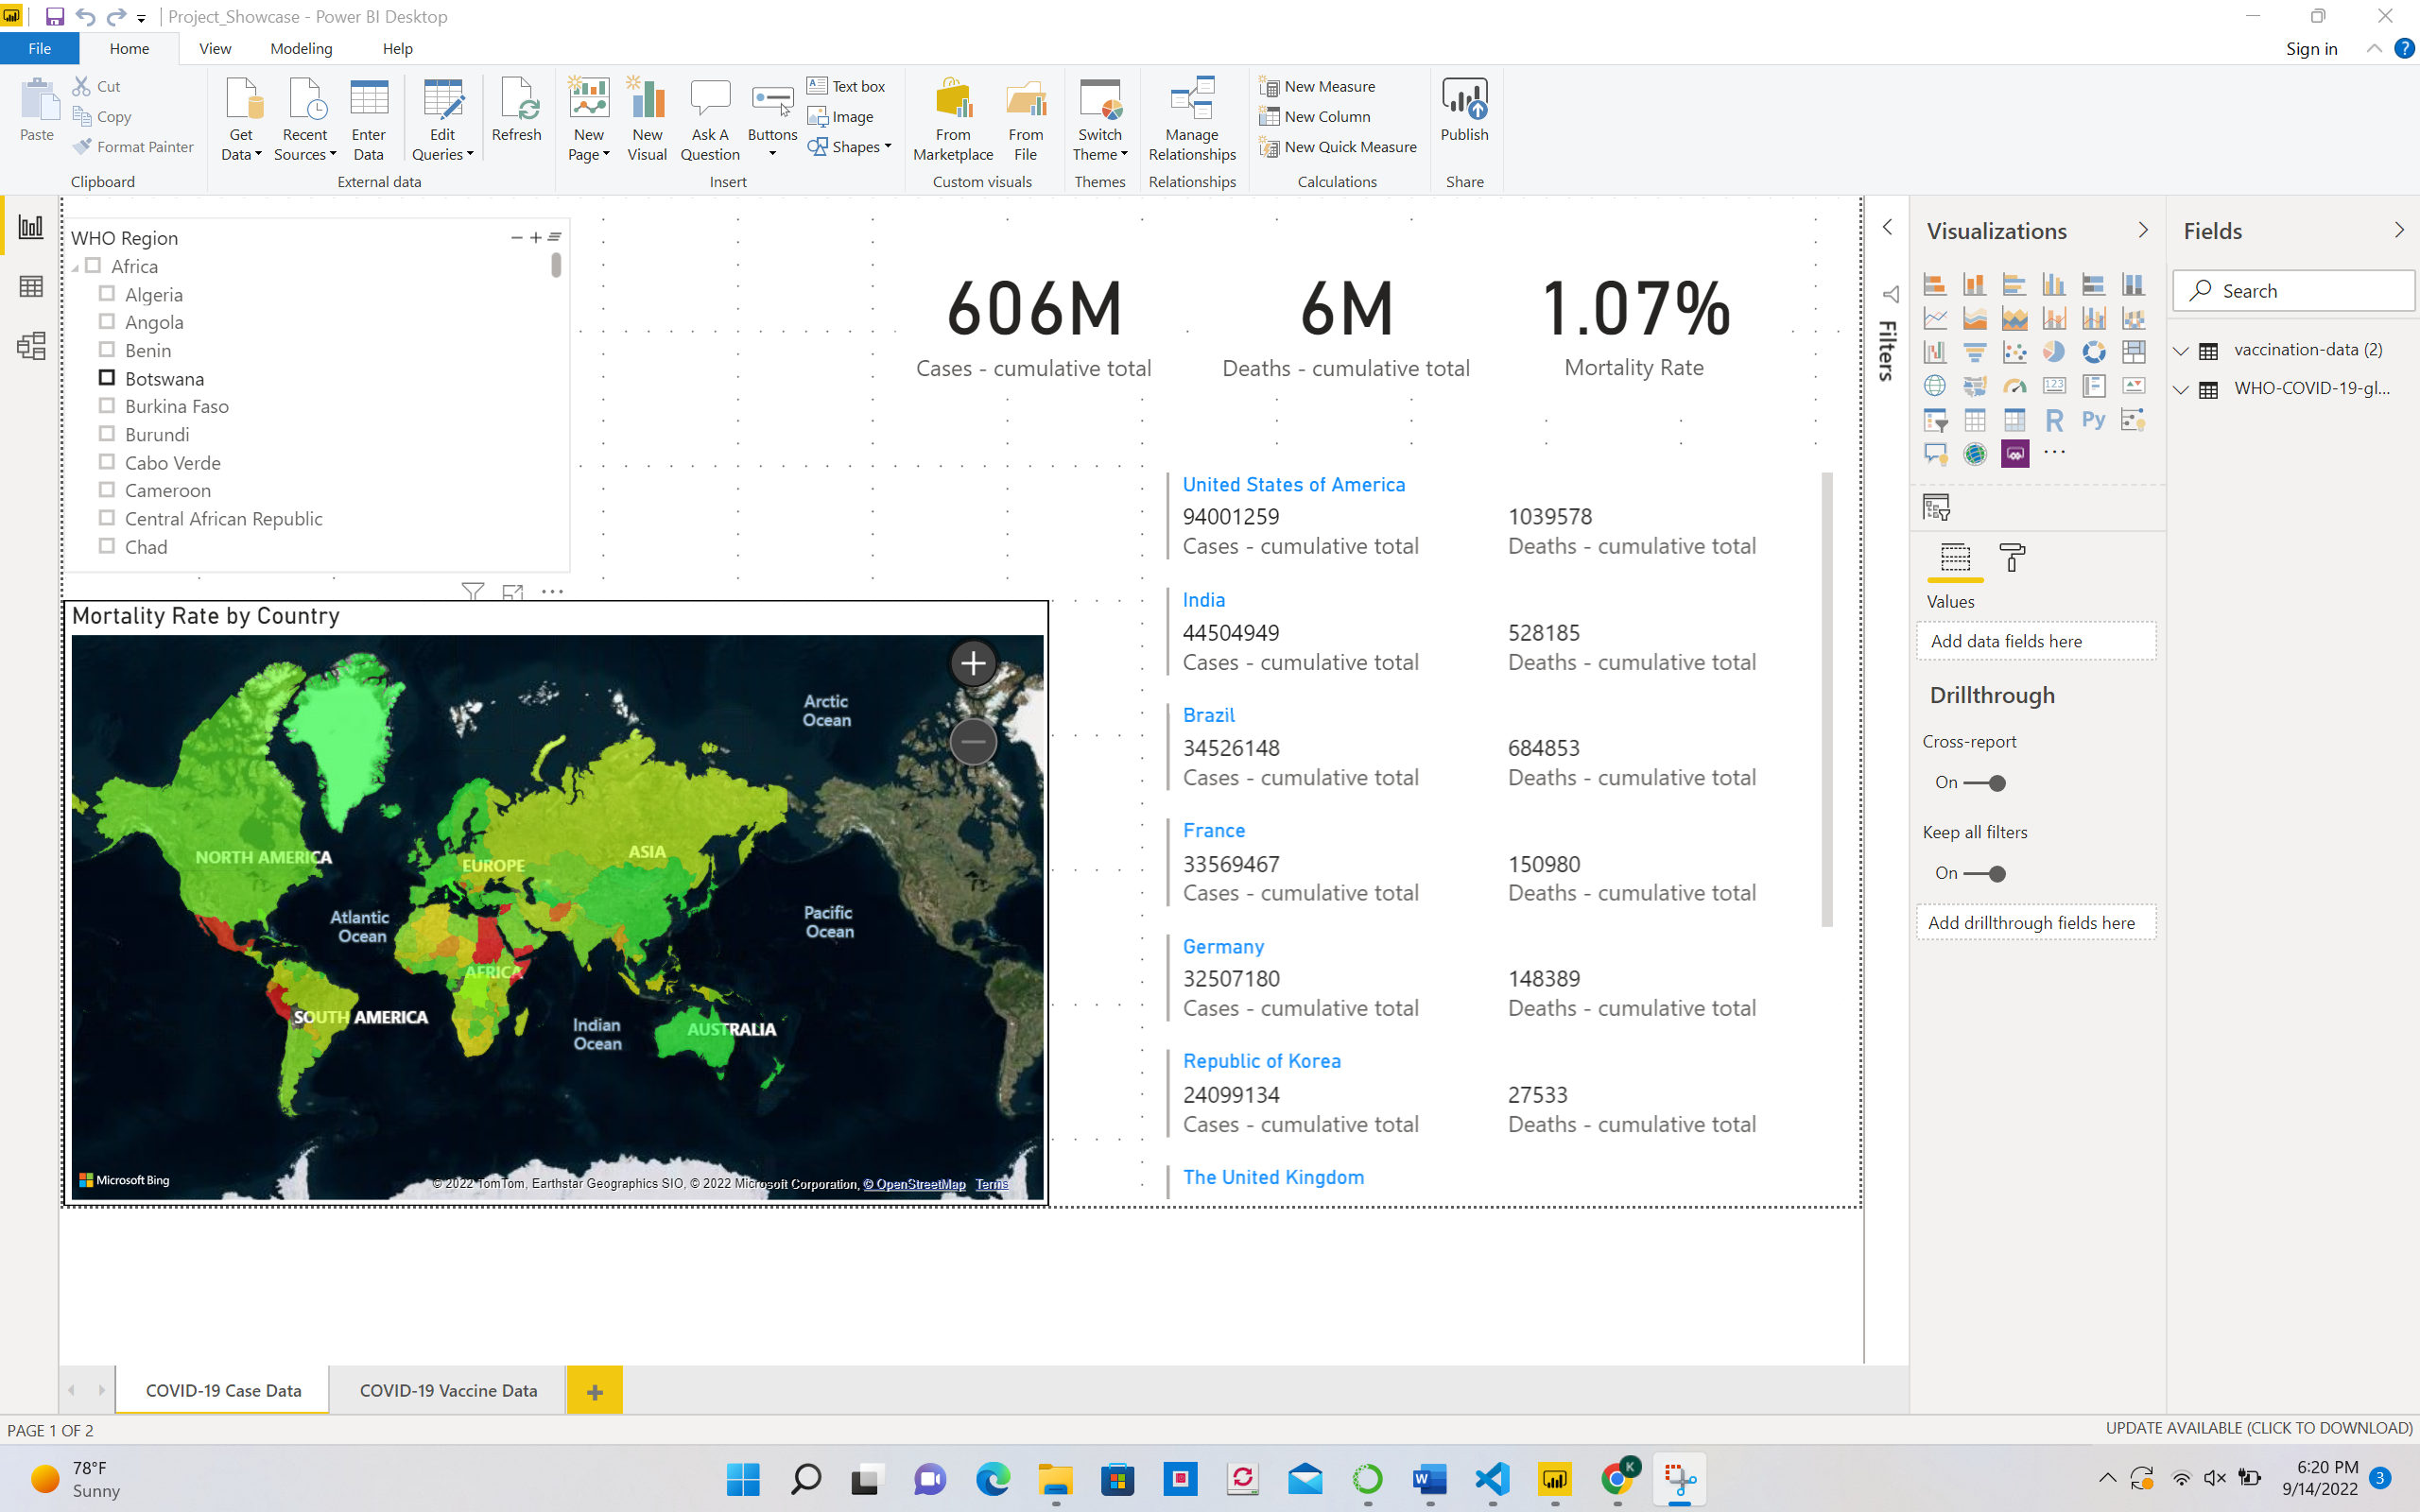 Project_Showcase - Power BI Desktop
File Home View Modeling Help Sign in ?
Paste
Cut
Copy
Format Painter
Clipboard
Get Data
Recent Sources
Enter Data
Edit Queries
Refresh
External data
New Page
New Visual
Ask A Question
Buttons
Text box
Image
Shapes
Insert
From Marketplace
From File
Custom visuals
Switch Theme
Themes
Manage Relationships
Relationships
New Measure
New Column
New Quick Measure
Calculations
Publish
Share
WHO Region
Africa
Algeria
Angola
Benin
Botswana
Burkina Faso
Burundi
Cabo Verde
Cameroon
Central African Republic
Chad
606M
Cases - cumulative total
6M
Deaths - cumulative total
1.07%
Mortality Rate
Mortality Rate by Country
Arctic
Ocean
NORTH AMERICA
EUROPE
ASIA
Atlantic
Ocean
Pacific
Ocean
AFRICA
SOUTH AMERICA
Indian
Ocean
AUSTRALIA
Microsoft Bing
© 2022 TomTom, Earthstar Geographics SIO, © 2022 Microsoft Corporation, © OpenStreetMap Terms
United States of America
94001259 1039578
Cases - cumulative total Deaths - cumulative total
India
44504949 528185
Cases - cumulative total Deaths - cumulative total
Brazil
34526148 684853
Cases - cumulative total Deaths - cumulative total
France
33569467 150980
Cases - cumulative total Deaths - cumulative total
Germany
32507180 148389
Cases - cumulative total Deaths - cumulative total
Republic of Korea
24099134 27533
Cases - cumulative total Deaths - cumulative total
The United Kingdom
Filters
Visualizations
123
R
Py
Values
Add data fields here
Drillthrough
Cross-report
On
Keep all filters
On
Add drillthrough fields here
Fields
Search
vaccination-data (2)
WHO-COVID-19-gl...
COVID-19 Case Data
COVID-19 Vaccine Data
PAGE 1 OF 2
UPDATE AVAILABLE (CLICK TO DOWNLOAD)
78°F
Sunny
W
K
6:20 PM
9/14/2022
3